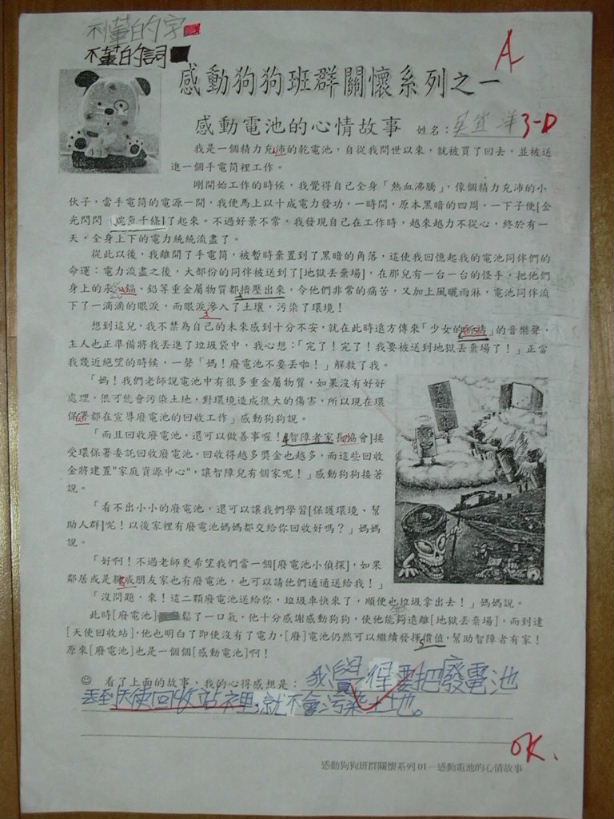 不懂的字
不懂的詞
A
感動狗狗班群關懷系列之一
感動電池的心情故事 姓名： 3-D
我是一個精力充沛的乾電池，自從我問世以來，就被買了回去，並被送
進一個手電筒裡工作。
剛開始工作的時候，我覺得自己全身「熱血沸騰」，像個精力充沛的小
伙子，當手電筒的電源一開，我便馬上以十成電力發功，一時間，原本黑暗的四周，一下子便[金
光閃閃、 千條]了起來。不過好景不常，我發現自己在工作時，越來越力不從心，終於有一
天，全身上下的電力統統流盡了。
從此以後，我離開了手電筒，被暫時棄置到了黑暗的角落，這使我回憶起我的電池同伴們的
命運：電力流盡之後，大部份的同伴被送到了[地獄丟棄場]，在那兒有一台一台的怪手，把他們
身上的汞、鎘、鉛等重金屬物質都擠壓出來，令他們非常的痛苦，又加上風曬雨淋，電池同伴流
下了一滴滴的眼淚，而眼淚滲入了土壤，污染了環境！
想到這兒，我不禁為自己的未來感到十分不安，就在此時遠方傳來「少女的祈禱」的音樂聲，
主人也正準備將我丟進了垃圾袋中，我心想：「完了！完了！我要被送到地獄丟棄場了！」正當
我幾近絕望的時候，一聲「媽！廢電池不要丟啦！」解救了我。
「媽！我們老師說電池中有很多重金屬物質，如果沒有好好
處理，很不可能會污染土地，對環境造成很大的傷害，所以現在環
保署都在宣導廢電池的回收工作」感動狗狗說。
「而且回收廢電池，還可以做善事喔！[智障者家長協會]接
受環保署委託回收廢電池，回收得越多獎金也越多，而這些回收
金將建置"家庭資源中心"，讓智障兒有個家呢！」感動狗狗接著
說。
「看不出小小的廢電池，還可以讓我們學習[保護環境、幫
助人群]呢！以後家裡有廢電池媽媽都交給你回收好嗎？」媽媽
說。
「好啊！不過老師更希望我們當一個[廢電池小偵探]，如果
鄰居或是親戚朋友家也有廢電池，也可以請他們通通送給我！」
「沒問題，來！這二顆廢電池送給你，垃圾車快來了，順便也 垃圾拿出去！」媽媽說。
此時[廢電池] 鬆了一口氣，他十分感謝感動狗狗，使他能夠遠離[地獄丟棄場]，而到達
[天使回收站]，他也明白了即使沒有了電力，[廢]電池仍然可以繼續發揮價值，幫助智障者有家！
原來[廢電池]也是一個個[感動電池]啊！
☺ 看了上面的故事，我的心得感想是：我學得要把廢電池
丟到天使回收站裡，就不會污染土地。
OK.
感動狗狗班群關懷系列 01－感動電池的心情故事